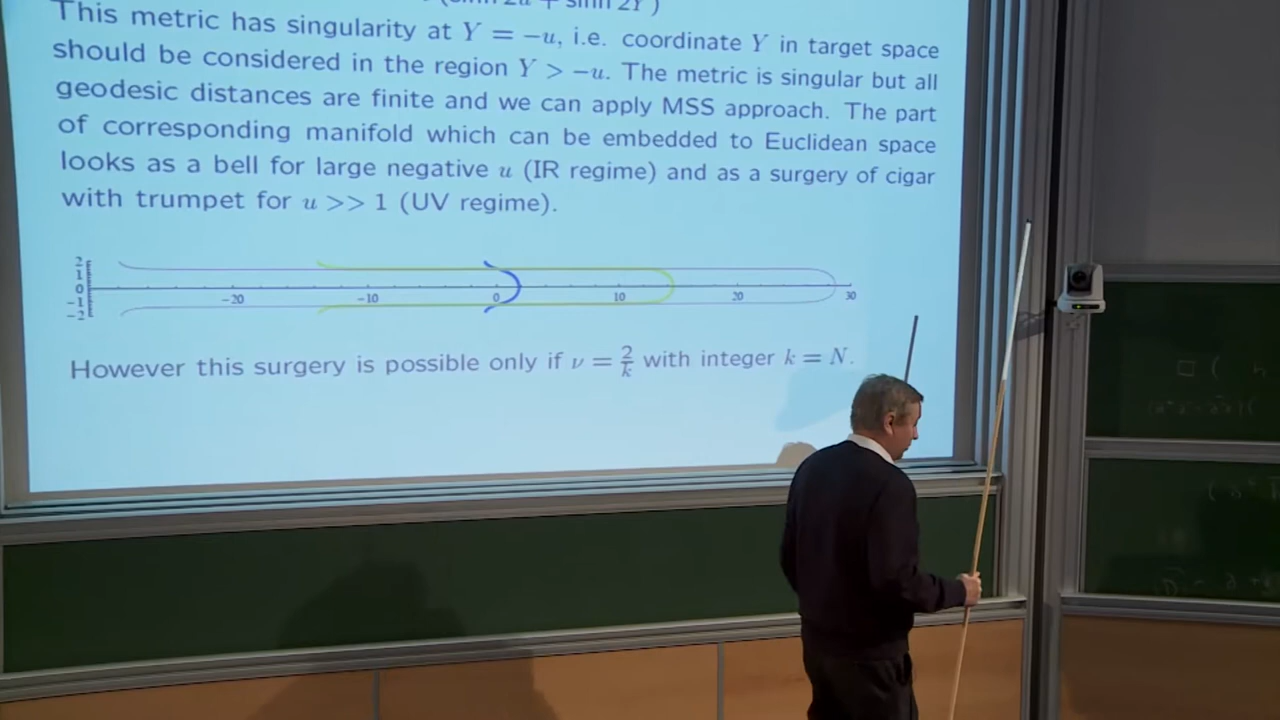 (sinh 2u + sinh 2Y)
This metric has singularity at Y = −u, i.e. coordinate Y in target space
should be considered in the region Y > −u. The metric is singular but all
geodesic distances are finite and we can apply MSS approach. The part
of corresponding manifold which can be embedded to Euclidean space
looks as a bell for large negative u (IR regime) and as a surgery of cigar
with trumpet for u >> 1 (UV regime).
2
1
0
−1
−2
−20 −10 0 10 20 30
However this surgery is possible only if ν = 2/k with integer k = N.